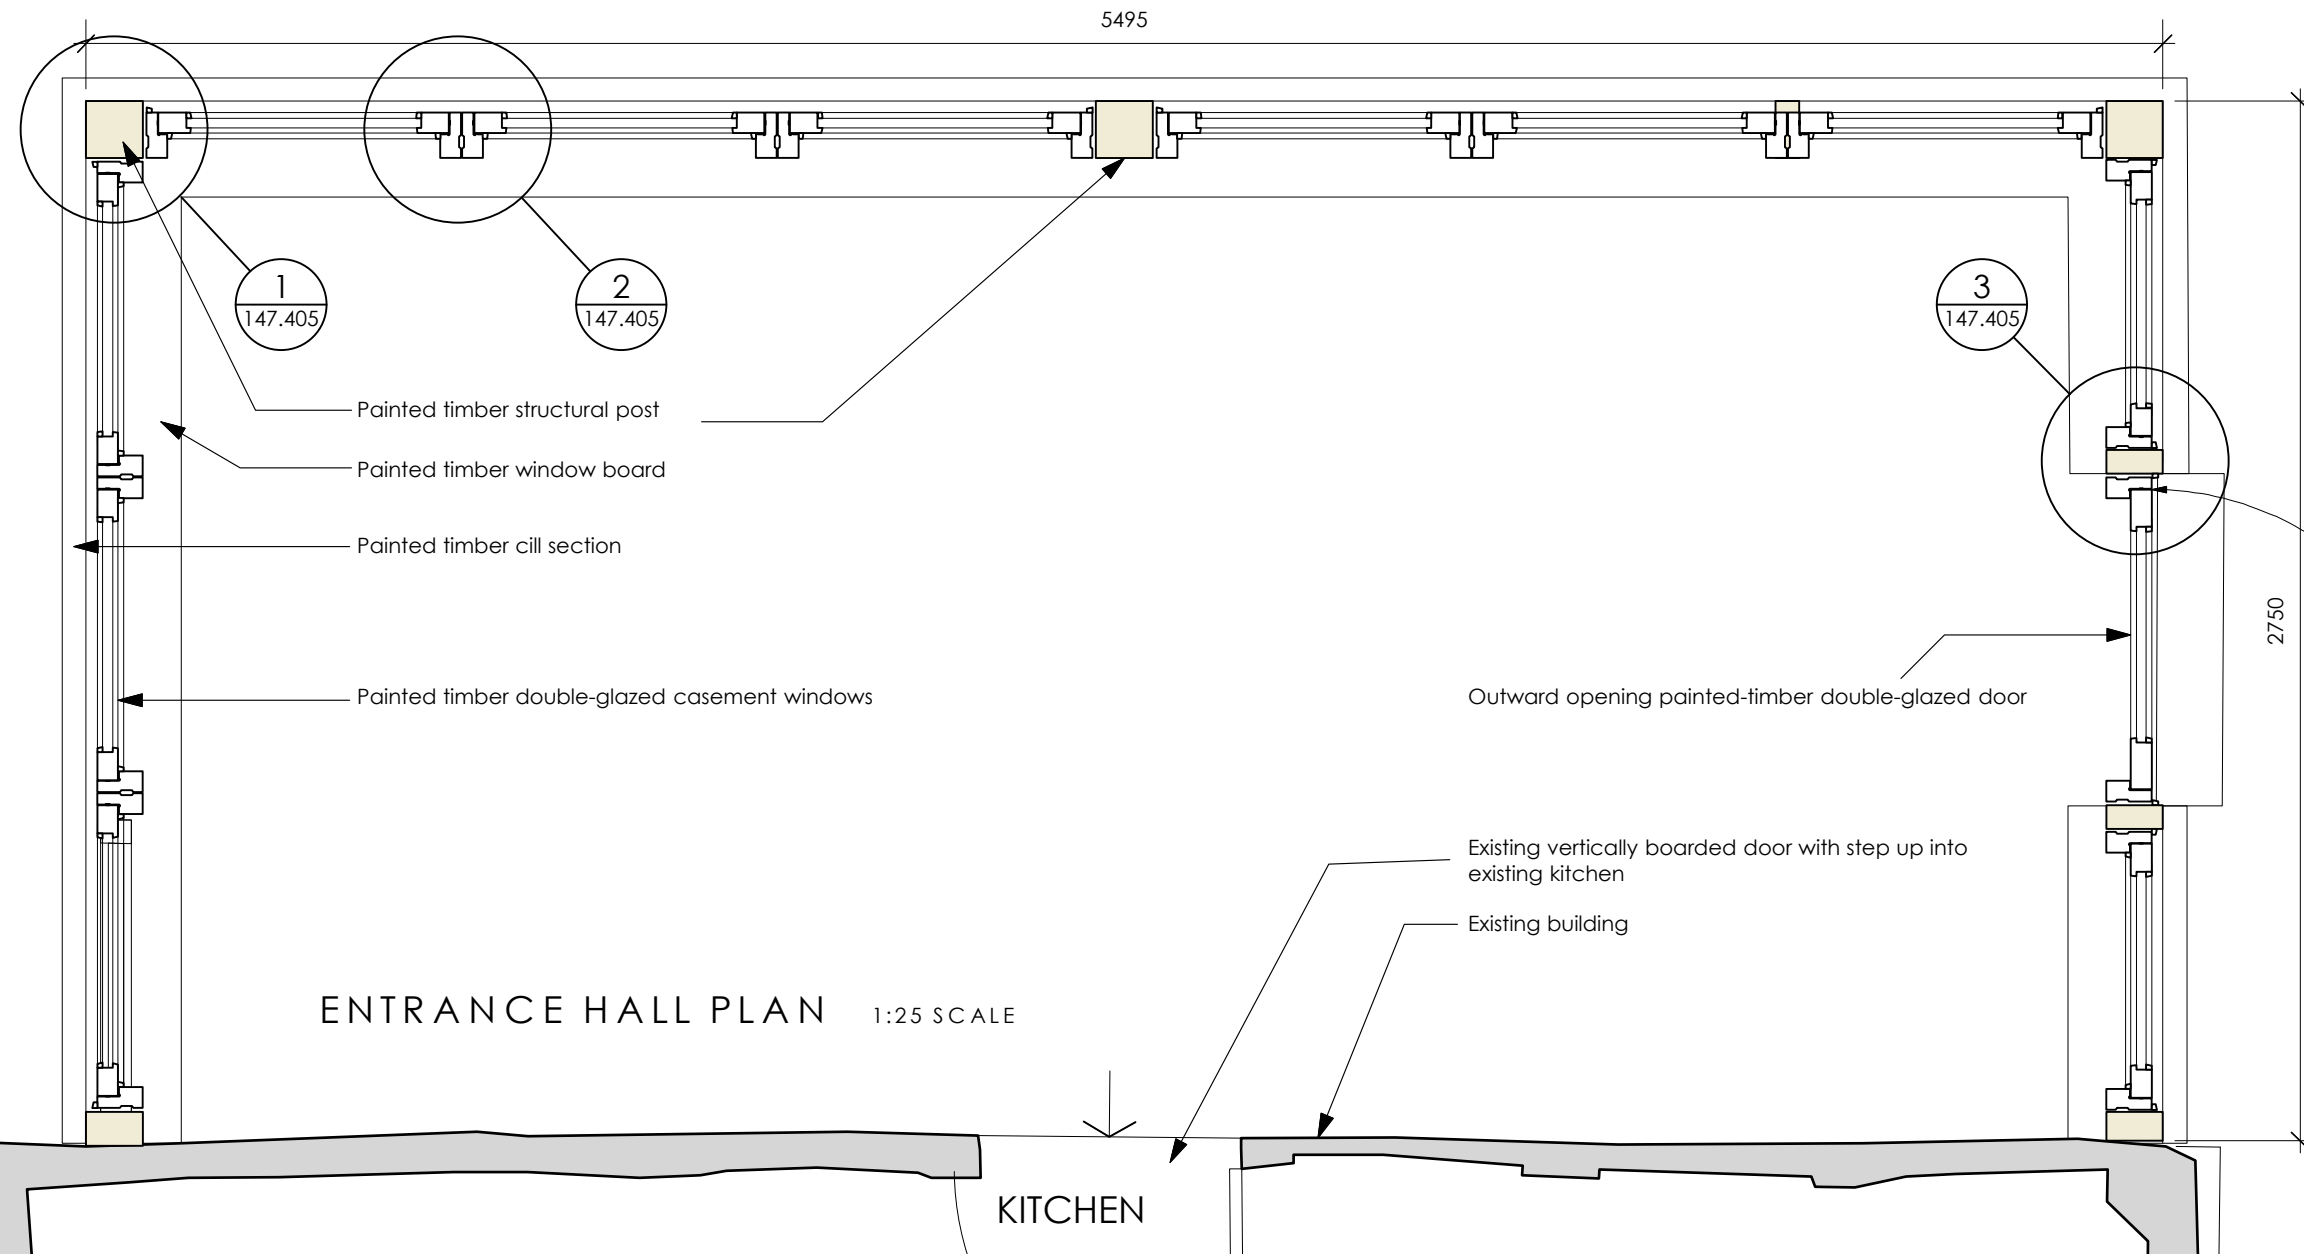 5495
1
147.405
2
147.405
3
147.405
Painted timber structural post
Painted timber window board
Painted timber cill section
2750
Painted timber double-glazed casement windows
Outward opening painted-timber double-glazed door
Existing vertically boarded door with step up into
existing kitchen
Existing building
ENTRANCE HALL PLAN 1:25 SCALE
KITCHEN